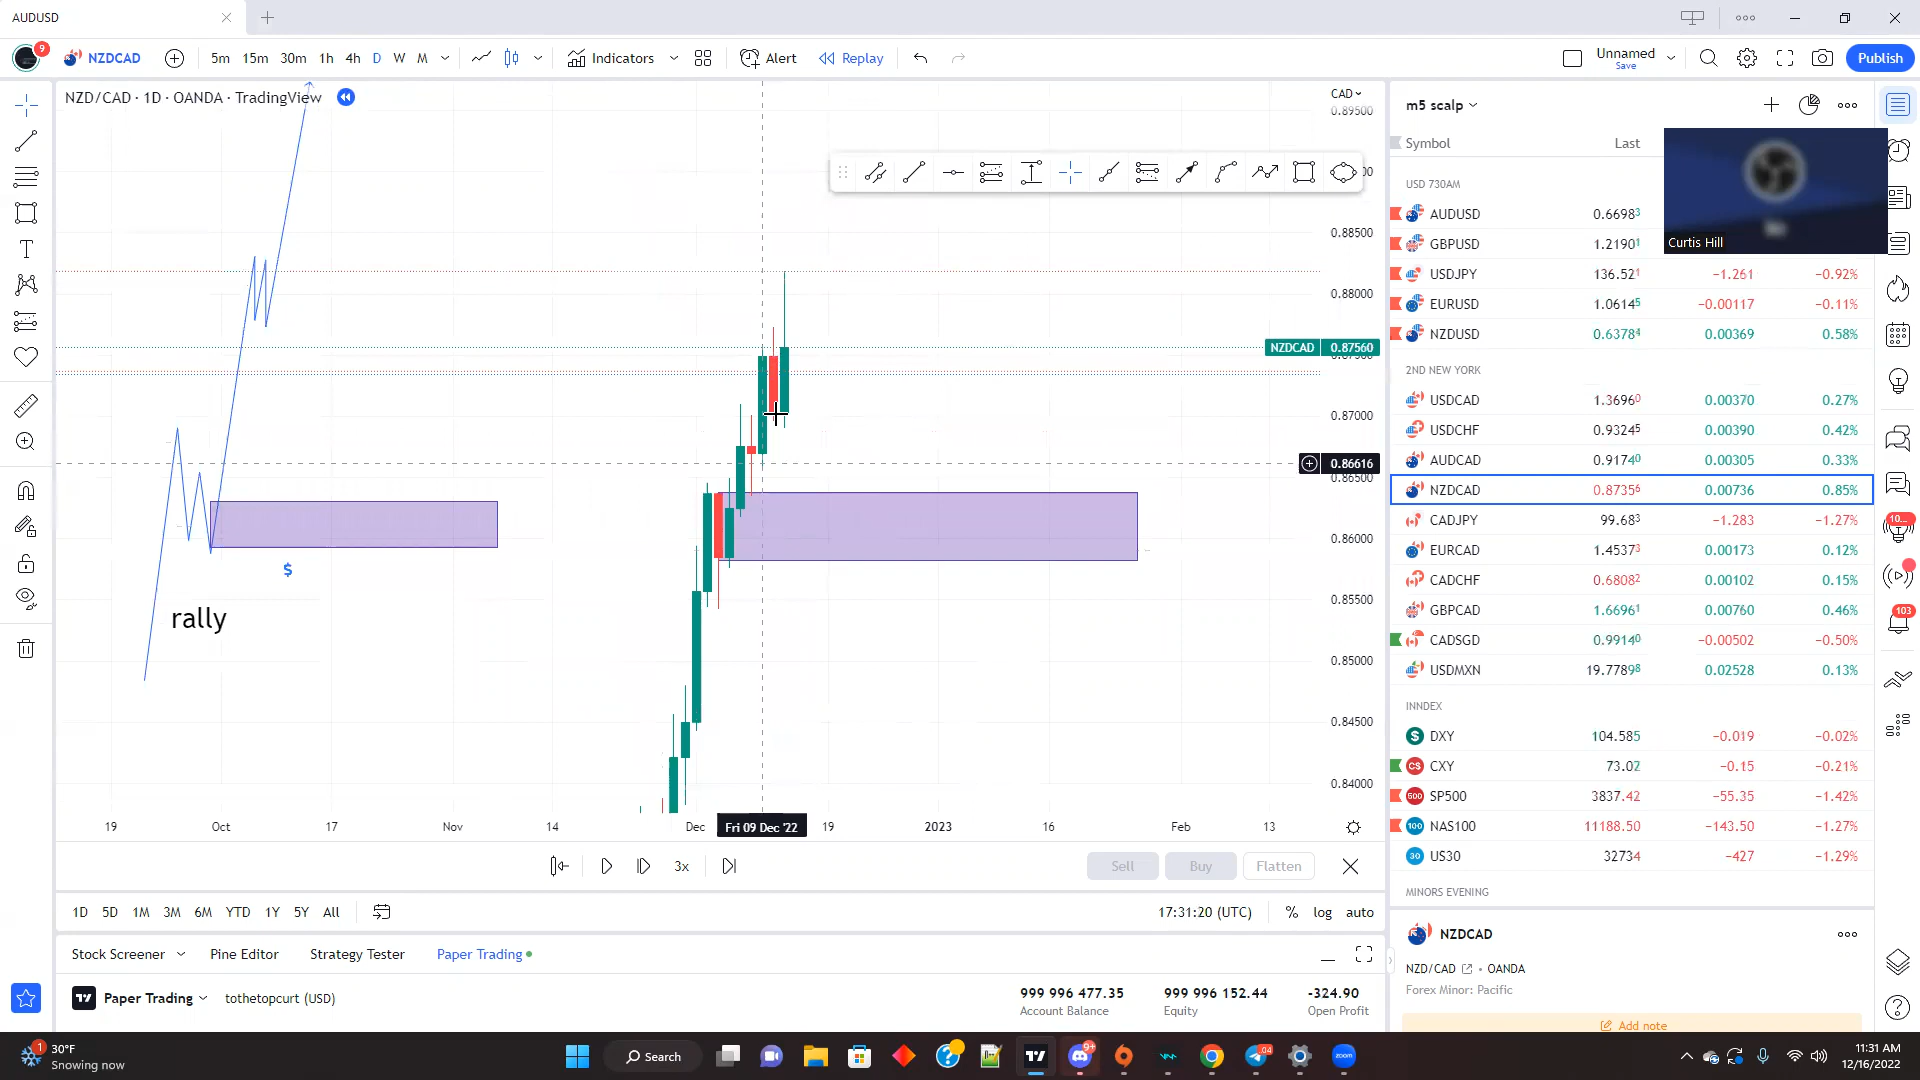 AUDUSD
9
NZDCAD
5m 15m 30m 1h 4h D W M
Indicators
Alert
Replay
Unnamed
Save
Publish
NZD/CAD · 1D · OANDA · TradingView
CAD
0.89500
0.88500
0.88000
NZDCAD 0.87560
0.87000
0.86616
0.86000
0.85500
0.85000
0.84500
0.84000
$
rally
19 Oct 17 Nov 14 Dec Fri 09 Dec '22 19 2023 16 Feb 13
3x
Sell Buy Flatten
1D 5D 1M 3M 6M YTD 1Y 5Y All
17:31:20 (UTC) % log auto
Stock Screener Pine Editor Strategy Tester Paper Trading
Paper Trading tothetopcurt (USD)
999 996 477.35 999 996 152.44 -324.90
Account Balance Equity Open Profit
m5 scalp
Symbol Last
Curtis Hill
USD 730AM
AUDUSD 0.66983
GBPUSD 1.21901
USDJPY 136.521 −1.261 −0.92%
EURUSD 1.06145 −0.00117 −0.11%
NZDUSD 0.63784 0.00369 0.58%
2ND NEW YORK
USDCAD 1.36960 0.00370 0.27%
USDCHF 0.93245 0.00390 0.42%
AUDCAD 0.91740 0.00305 0.33%
NZDCAD 0.87356 0.00736 0.85%
CADJPY 99.683 −1.283 −1.27%
EURCAD 1.45373 0.00173 0.12%
CADCHF 0.68082 0.00102 0.15%
GBPCAD 1.66961 0.00760 0.46%
CADSGD 0.99140 −0.00502 −0.50%
USDMXN 19.77898 0.02528 0.13%
INNDEX
DXY 104.585 −0.019 −0.02%
CXY 73.02 −0.15 −0.21%
SP500 3837.42 −55.35 −1.42%
NAS100 11188.50 −143.50 −1.27%
US30 32734 −427 −1.29%
MINORS EVENING
NZDCAD
NZD/CAD • OANDA
Forex Minor: Pacific
Add note
10...
103
1
30°F
Snowing now
Search
9+
zoom
11:31 AM
12/16/2022